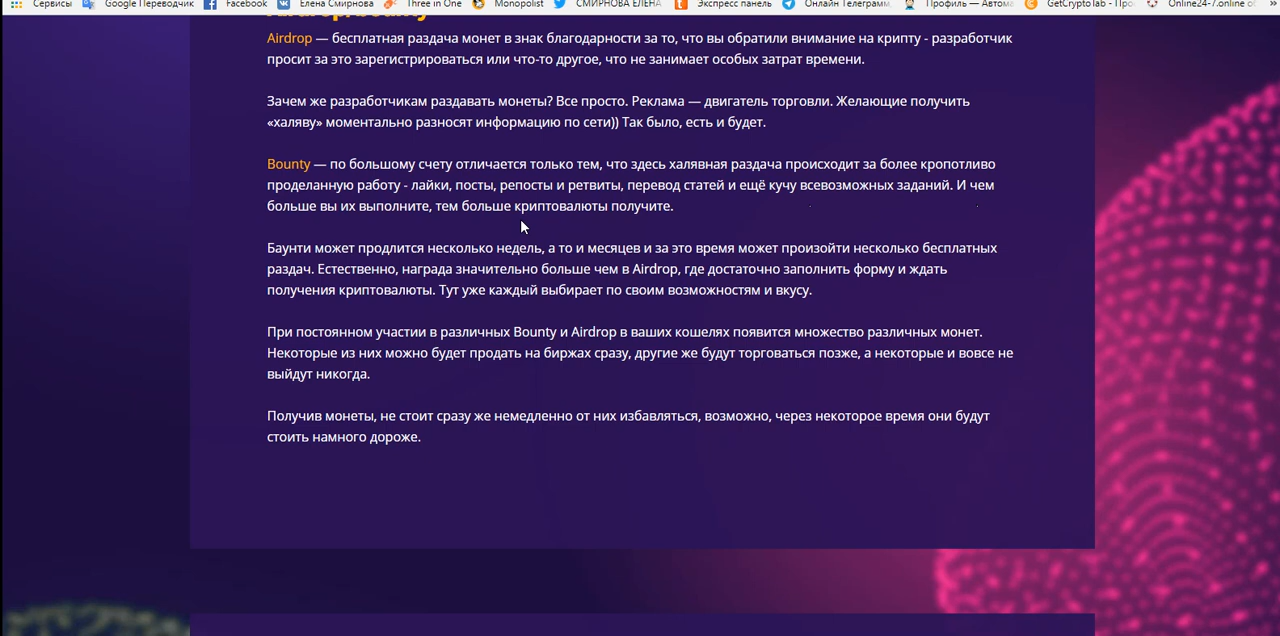 Сервисы Google Переводчик Facebook Елена Смирнова Three in One Monopolist СМИРНОВА ЕЛЕНА Экспресс панель Онлайн Телеграмм, Профиль — Автома GetCryptoTab - Про Online24-7.online о »
Airdrop — бесплатная раздача монет в знак благодарности за то, что вы обратили внимание на крипту - разработчик
просит за это зарегистрироваться или что-то другое, что не занимает особых затрат времени.
Зачем же разработчикам раздавать монеты? Все просто. Реклама — двигатель торговли. Желающие получить
«халяву» моментально разносят информацию по сети)) Так было, есть и будет.
Bounty — по большому счету отличается только тем, что здесь халявная раздача происходит за более кропотливо
проделанную работу - лайки, посты, репосты и ретвиты, перевод статей и ещё кучу всевозможных заданий. И чем
больше вы их выполните, тем больше криптовалюты получите.
Баунти может продлится несколько недель, а то и месяцев и за это время может произойти несколько бесплатных
раздач. Естественно, награда значительно больше чем в Airdrop, где достаточно заполнить форму и ждать
получения криптовалюты. Тут уже каждый выбирает по своим возможностям и вкусу.
При постоянном участии в различных Bounty и Airdrop в ваших кошелях появится множество различных монет.
Некоторые из них можно будет продать на биржах сразу, другие же будут торговаться позже, а некоторые и вовсе не
выйдут никогда.
Получив монеты, не стоит сразу же немедленно от них избавляться, возможно, через некоторое время они будут
стоить намного дороже.